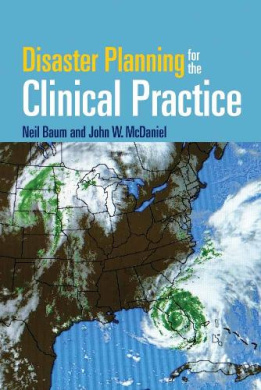 Disaster Planning for the
Clinical Practice
Neil Baum and John W. McDaniel